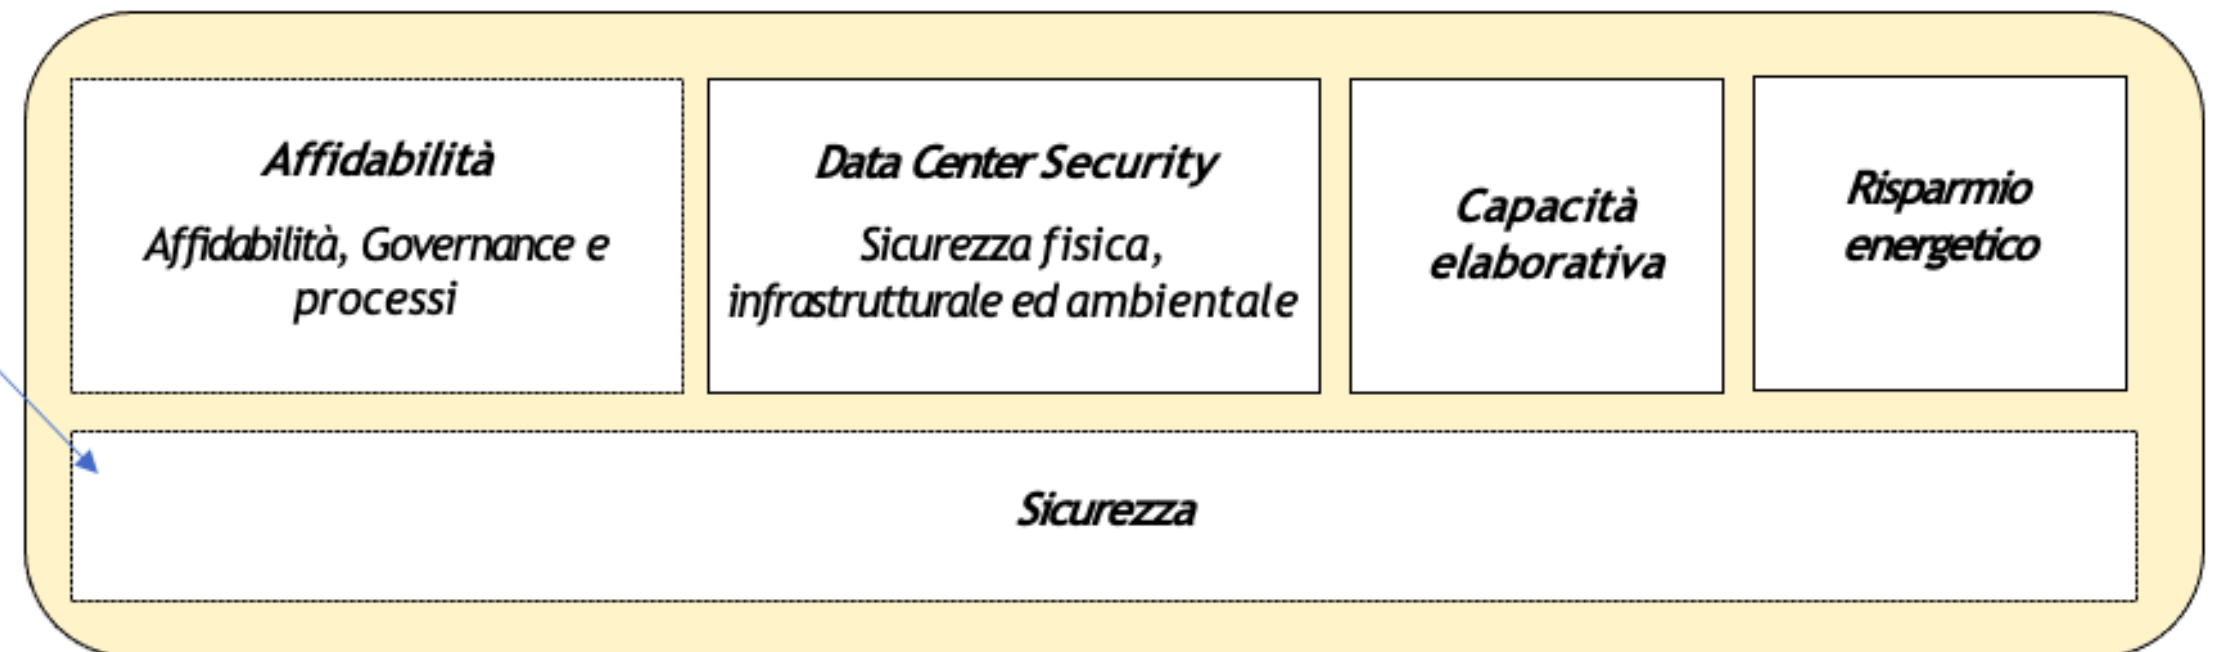 Affidabilità
Affidabilità, Governance e
processi
Data Center Security
Sicurezza fisica,
infrastrutturale ed ambientale
Capacità
elaborativa
Risparmio
energetico
Sicurezza